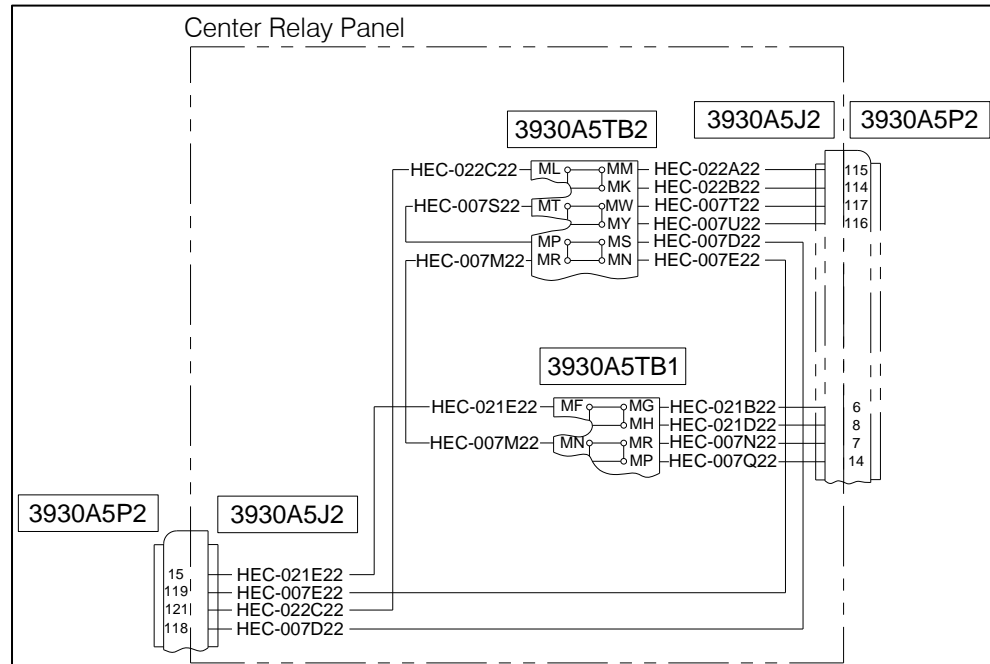 Center Relay Panel
3930A5TB2
3930A5J2
3930A5P2
HEC-022C22 ML MM HEC-022A22 115
MK HEC-022B22 114
HEC-007S22 MT MW HEC-007T22 117
MY HEC-007U22 116
MP MS HEC-007D22
HEC-007M22 MR MN HEC-007E22
3930A5TB1
HEC-021E22 MF MG HEC-021B22 6
MH HEC-021D22 8
HEC-007M22 MN MR HEC-007N22 7
MP HEC-007Q22 14
3930A5P2
3930A5J2
15 HEC-021E22
119 HEC-007E22
121 HEC-022C22
118 HEC-007D22